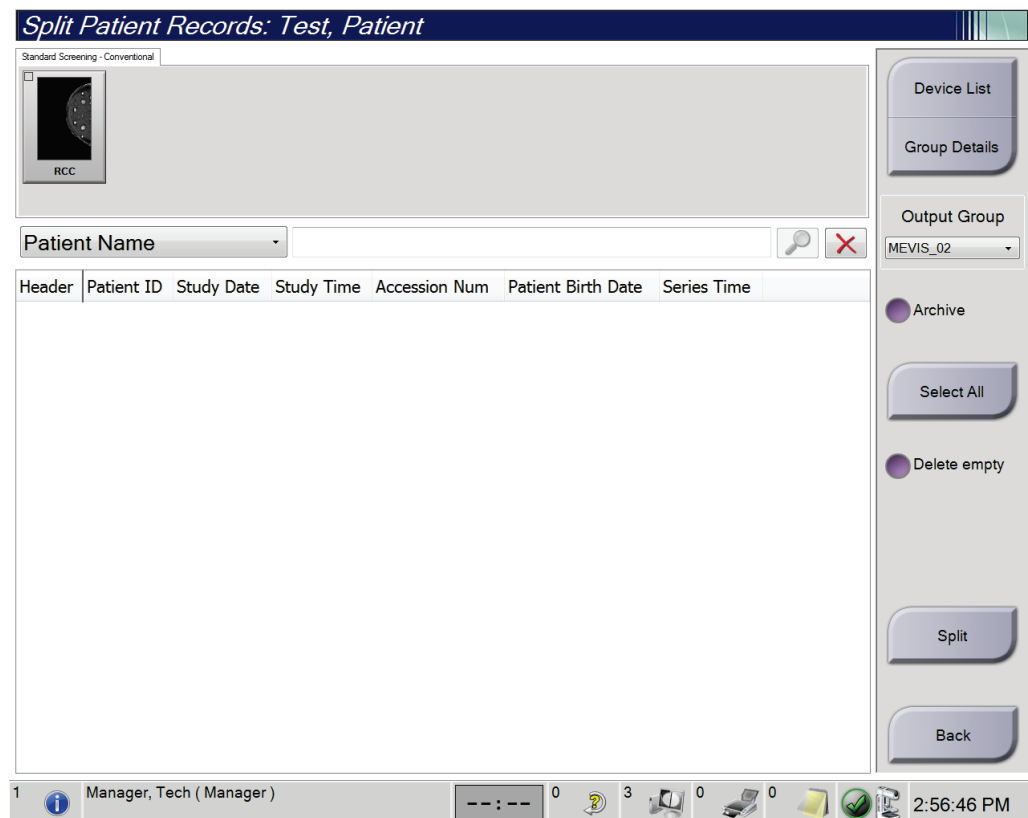 Split Patient Records: Test, Patient
Standard Screening - Conventional
RCC
Device List
Group Details
Output Group
MEVIS_02
Patient Name
Header Patient ID Study Date Study Time Accession Num Patient Birth Date Series Time
Archive
Select All
Delete empty
Split
Back
1 Manager, Tech ( Manager ) --:-- 0 3 0 0 2:56:46 PM